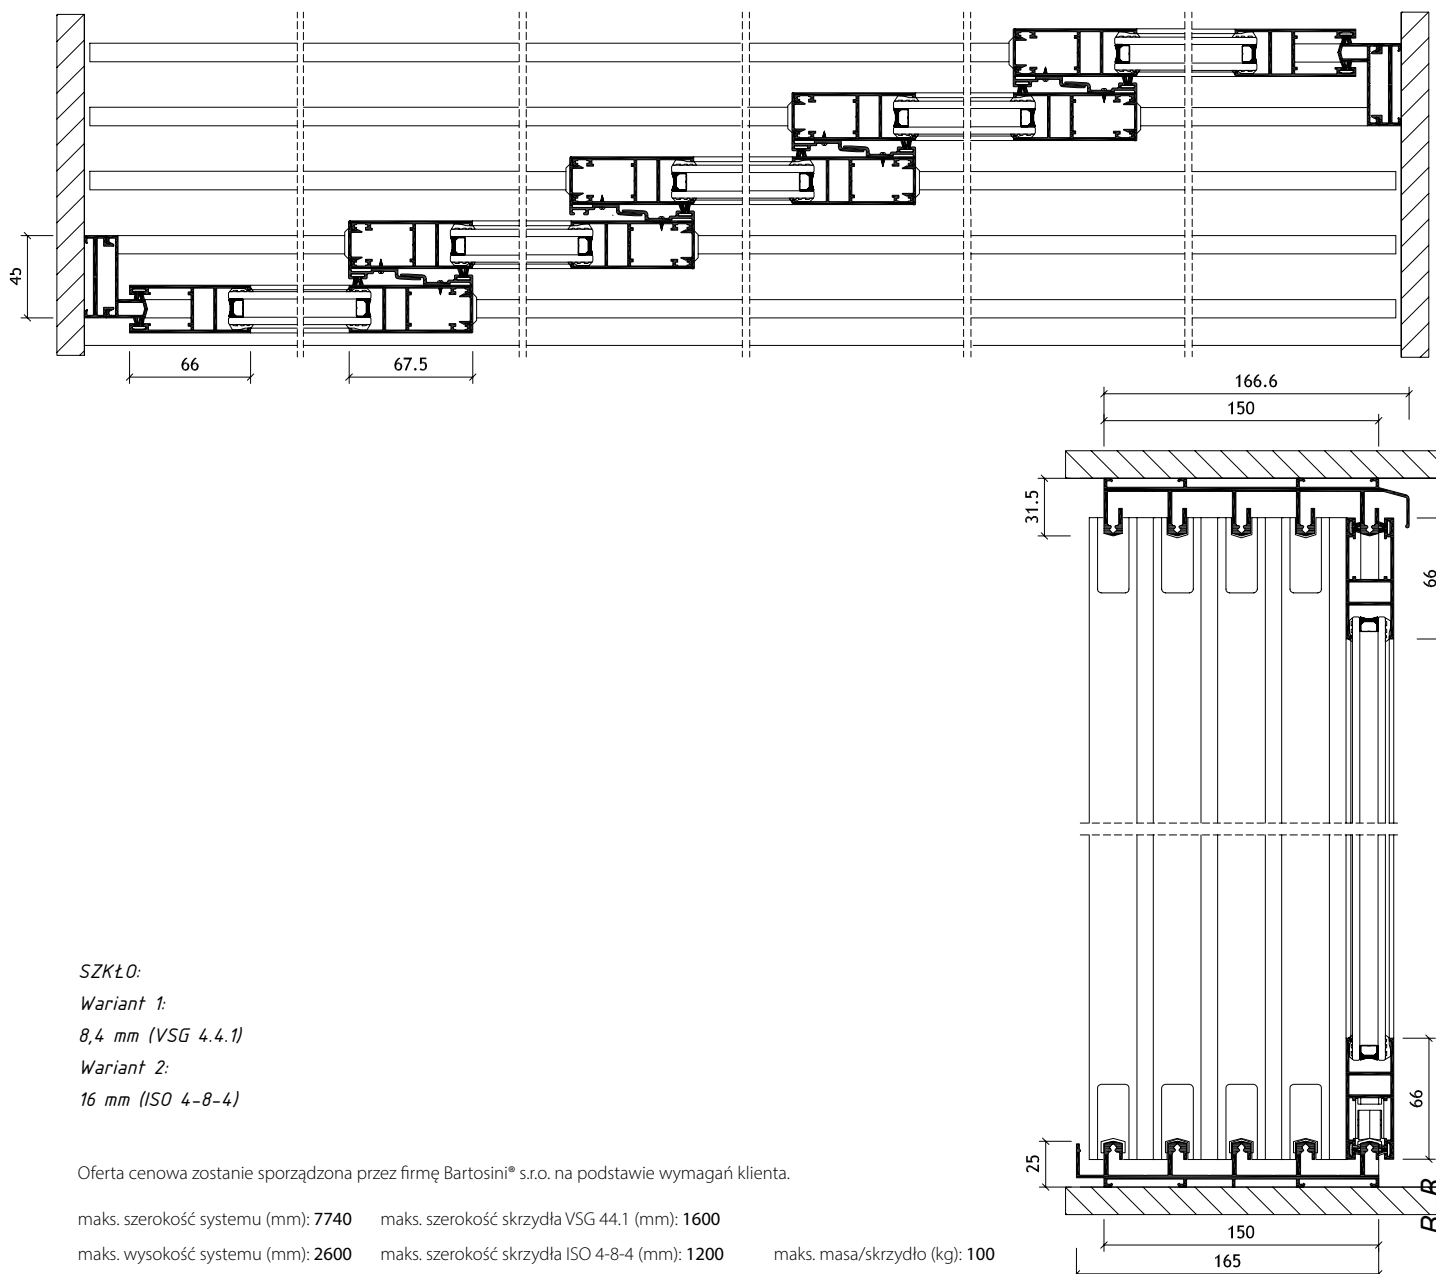 45
66
67.5
166.6
150
31.5
66
66
25
150
165
SZKŁO:
Wariant 1:
8,4 mm (VSG 4.4.1)
Wariant 2:
16 mm (ISO 4-8-4)
Oferta cenowa zostanie sporządzona przez firmę Bartosini® s.r.o. na podstawie wymagań klienta.
maks. szerokość systemu (mm): 7740 maks. szerokość skrzydła VSG 44.1 (mm): 1600
maks. wysokość systemu (mm): 2600 maks. szerokość skrzydła ISO 4-8-4 (mm): 1200 maks. masa/skrzydło (kg): 100